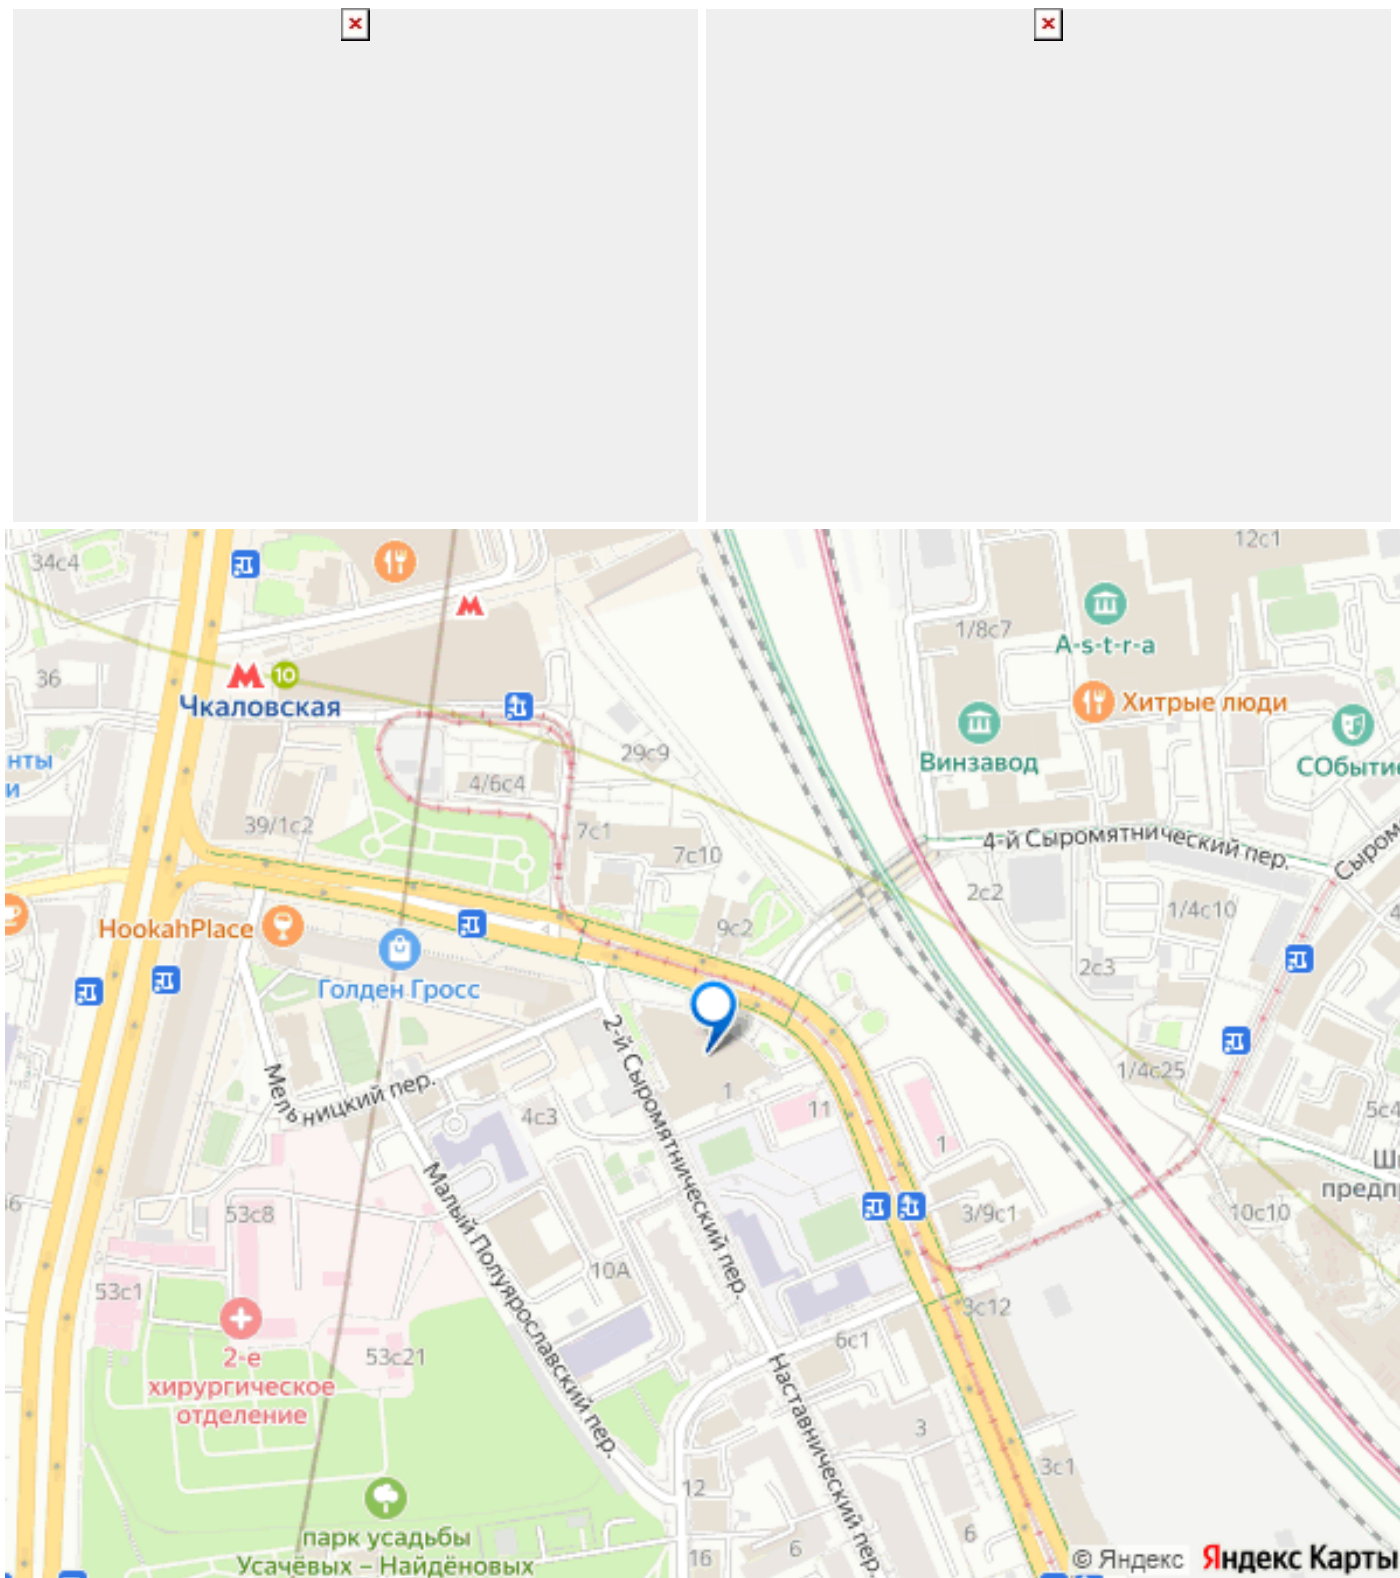 34с4
12с1
1/8с7
A-s-t-r-a
36
10
Чкаловская
Хитрые люди
29с9
нты
и
4/6с4
Винзавод
СОбытие
39/1с2
7с1
7с10
4-й Сыромятнический пер.
2с2
1/4с10
HookahPlace
9с2
2с3
Голден Гросс
2-й Сыромятнический пер.
Мельницкий пер.
1
1/4с25
4с3
11
1
5с4
Малый Полуярославский пер.
53с8
3/9с1
10с10
10А
53с1
3с12
6с1
2-е
хирургическое
отделение
53с21
Наставнический пер.
3
3с1
12
парк усадьбы
Усачёвых – Найдёновых
16
6
6
© Яндекс
Яндекс Карты